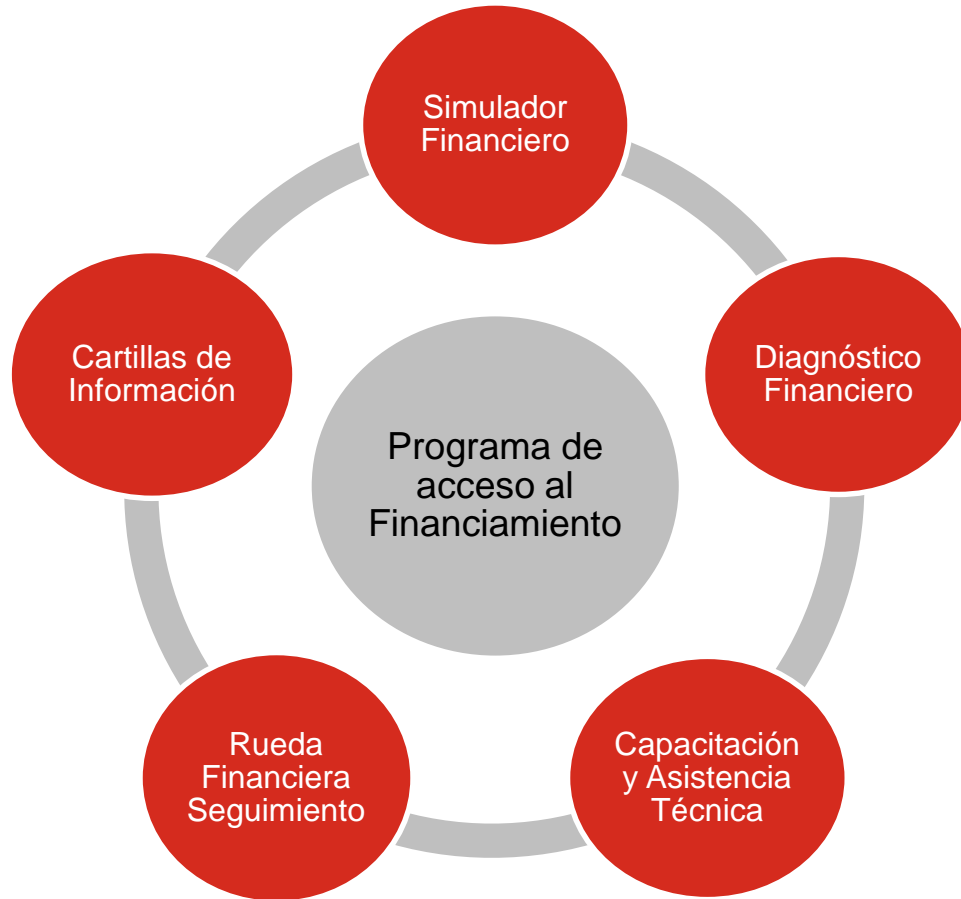 Simulador
Financiero
Diagnóstico
Financiero
Capacitación
y Asistencia
Técnica
Rueda
Financiera
Seguimiento
Cartillas de
Información
Programa de
acceso al
Financiamiento